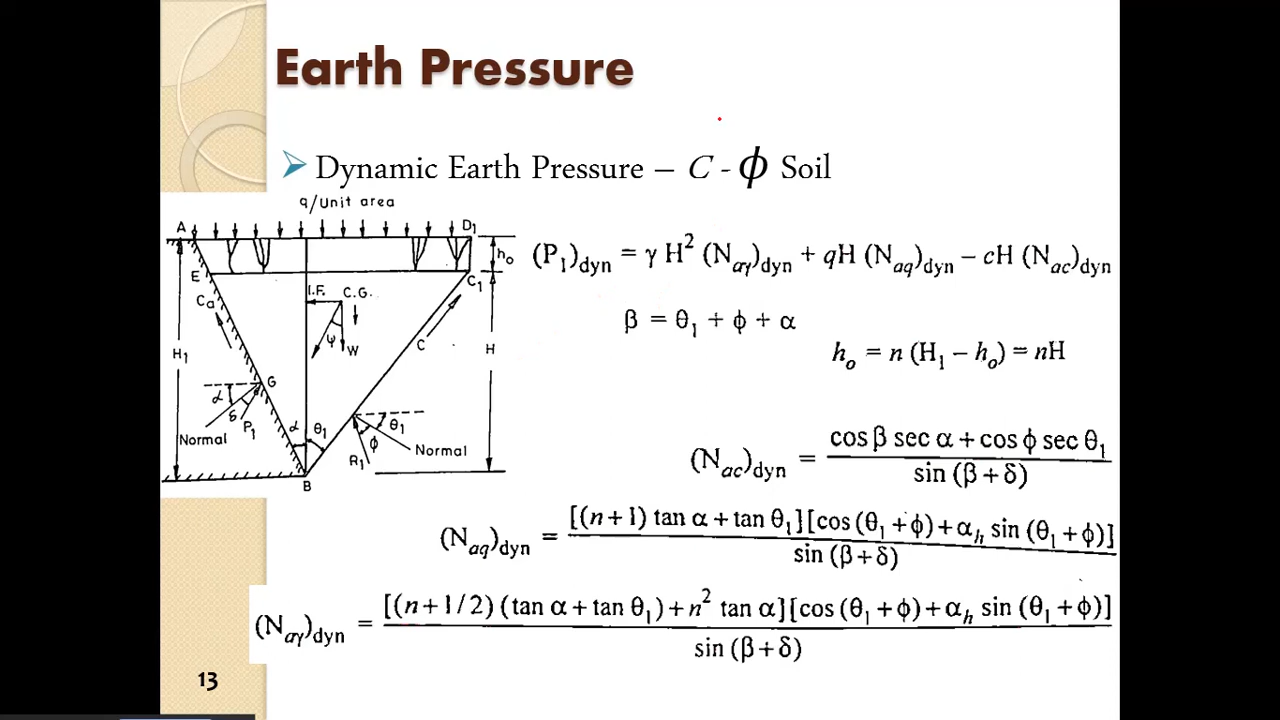 Earth Pressure
Dynamic Earth Pressure – C - ϕ Soil
q/Unit area
A
D₁
h₀
E
C₁
I.F.
C.G.
Ca
ψ
W
C
H₁
H
G
α
δ
P₁
Normal
α
θ₁
θ₁
ϕ
R₁
Normal
B
(P₁)dyn = γ H² (Naγ)dyn + qH (Naq)dyn − cH (Nac)dyn
β = θ₁ + ϕ + α
hₒ = n (H₁ − hₒ) = nH
(Nac)dyn = cos β sec α + cos ϕ sec θ₁ / sin (β + δ)
(Naq)dyn = [(n + 1) tan α + tan θ₁] [cos (θ₁ + ϕ) + αₕ sin (θ₁ + ϕ)] / sin (β + δ)
(Naγ)dyn = [(n + 1/2) (tan α + tan θ₁) + n² tan α] [cos (θ₁ + ϕ) + αₕ sin (θ₁ + ϕ)] / sin (β + δ)
13